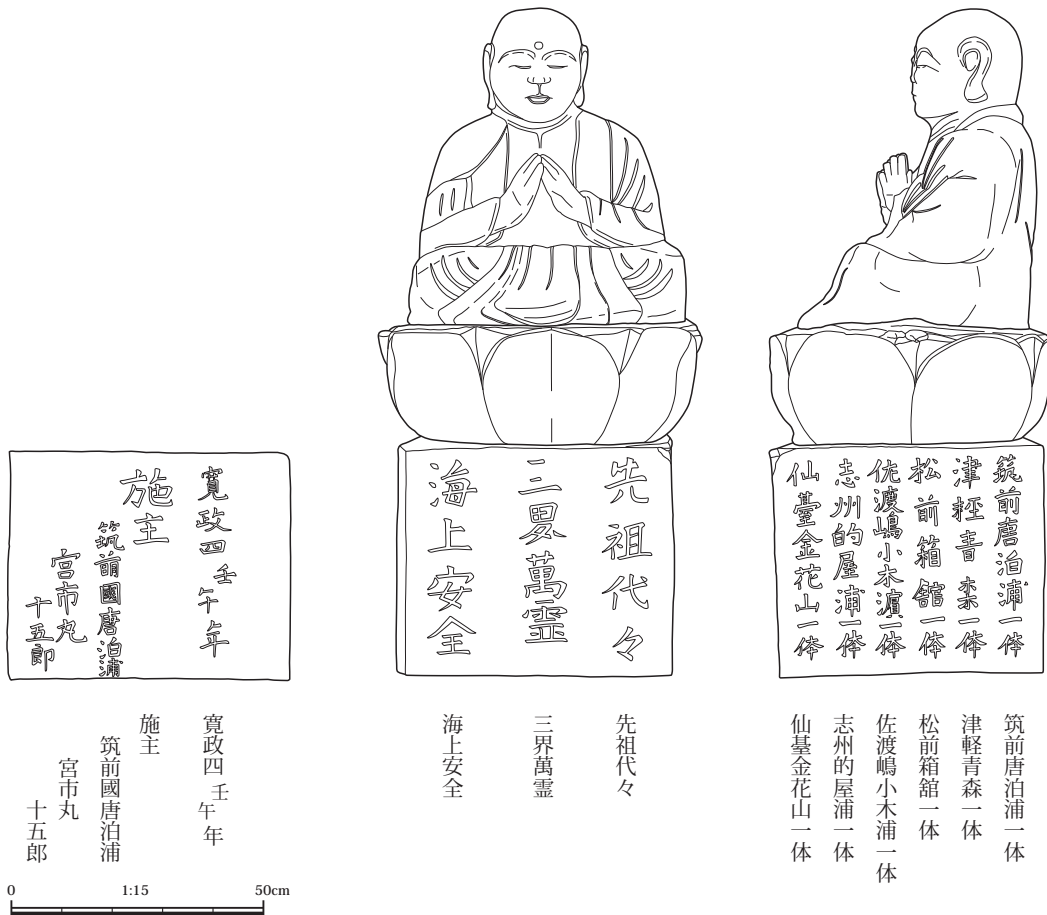 筑前唐泊浦一体
津軽青森一体
松前箱舘一体
佐渡嶋小木濵一体
志州的屋浦一体
仙臺金花山一体
先祖代々
三界萬霊
海上安全
寛政四壬午年
施主
筑前國唐泊浦
宮市丸
十五郎
筑前唐泊浦一体
津軽青森一体
松前箱舘一体
佐渡嶋小木浦一体
志州的屋浦一体
仙基金花山一体
先祖代々
三界萬霊
海上安全
寛政四壬午年
施主
筑前國唐泊浦
宮市丸
十五郎
0 1:15 50cm